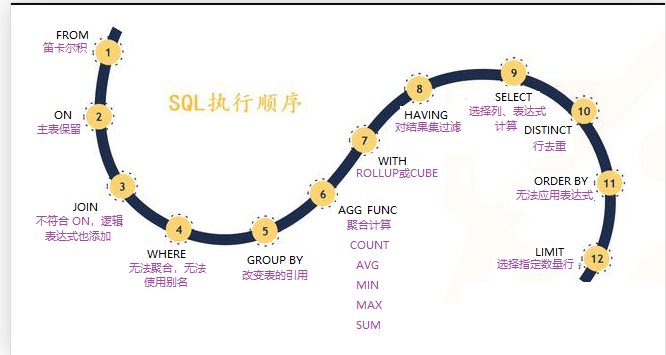 SQL执行顺序
1
FROM
笛卡尔积
2
ON
主表保留
3
JOIN
不符合 ON，逻辑
表达式也添加
4
WHERE
无法聚合，无法
使用别名
5
GROUP BY
改变表的引用
6
AGG FUNC
聚合计算
COUNT
AVG
MIN
MAX
SUM
7
WITH
ROLLUP或CUBE
8
HAVING
对结果集过滤
9
SELECT
选择列、表达式
计算
10
DISTINCT
行去重
11
ORDER BY
无法应用表达式
12
LIMIT
选择指定数量行